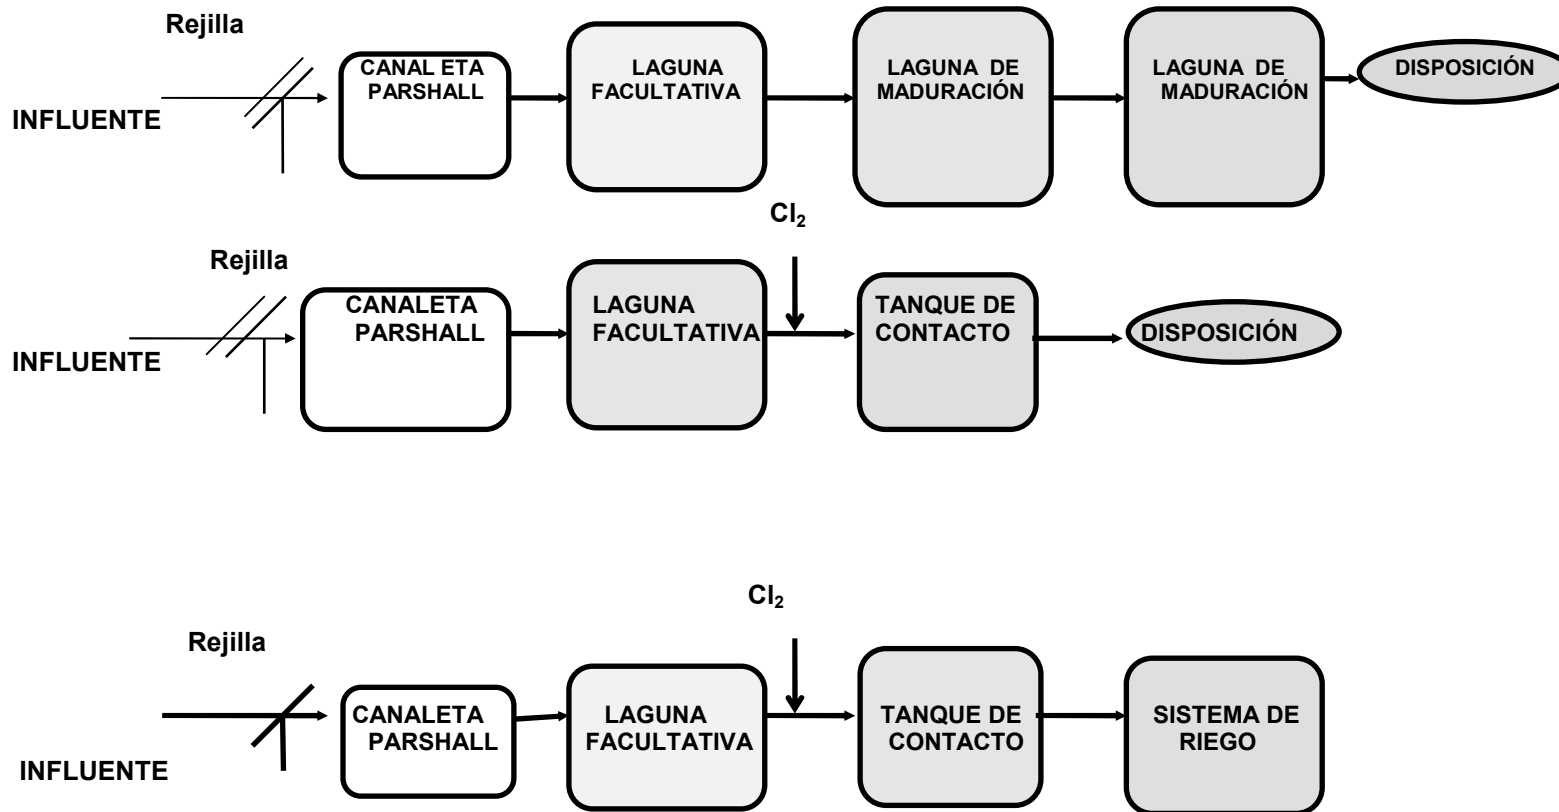 Rejilla
INFLUENTE
CANAL ETA
PARSHALL
LAGUNA
FACULTATIVA
LAGUNA DE
MADURACIÓN
LAGUNA DE
MADURACIÓN
DISPOSICIÓN
Rejilla
INFLUENTE
CANALETA
PARSHALL
LAGUNA
FACULTATIVA
Cl₂
TANQUE DE
CONTACTO
DISPOSICIÓN
Rejilla
INFLUENTE
CANALETA
PARSHALL
LAGUNA
FACULTATIVA
Cl₂
TANQUE DE
CONTACTO
SISTEMA DE
RIEGO